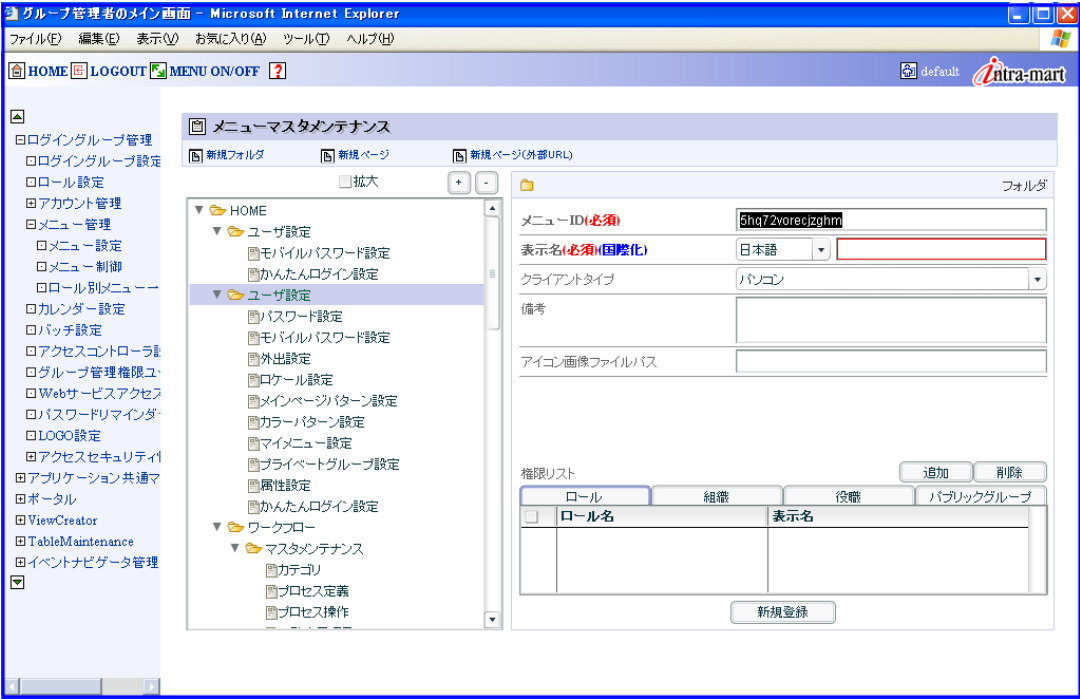 グループ管理者のメイン画面 - Microsoft Internet Explorer
ファイル(F) 編集(E) 表示(V) お気に入り(A) ツール(T) ヘルプ(H)
HOME LOGOUT MENU ON/OFF ? default intra-mart
ログイングループ管理
ログイングループ設定
ロール設定
アカウント管理
メニュー管理
メニュー設定
メニュー制御
ロール別メニュー一
カレンダー設定
バッチ設定
アクセスコントローラ
グループ管理権限ユ
Webサービスアクセス
パスワードリマインダ
LOGO設定
アクセスセキュリティ
アプリケーション共通マ
ポータル
ViewCreator
TableMaintenance
イベントナビゲータ管理
メニューマスタメンテナンス
新規フォルダ 新規ページ 新規ページ(外部URL)
拡大 + -
HOME
ユーザ設定
モバイルパスワード設定
かんたんログイン設定
ユーザ設定
パスワード設定
モバイルパスワード設定
外出設定
ロケール設定
メインページパターン設定
カラーパターン設定
マイメニュー設定
プライベートグループ設定
属性設定
かんたんログイン設定
ワークフロー
マスタメンテナンス
カテゴリ
プロセス定義
プロセス操作
フォルダ
メニューID(必須) 5hq72vorecjzghm
表示名(必須)(国際化) 日本語
クライアントタイプ パソコン
備考
アイコン画像ファイルパス
権限リスト 追加 削除
ロール 組織 役職 パブリックグループ
ロール名 表示名
新規登録